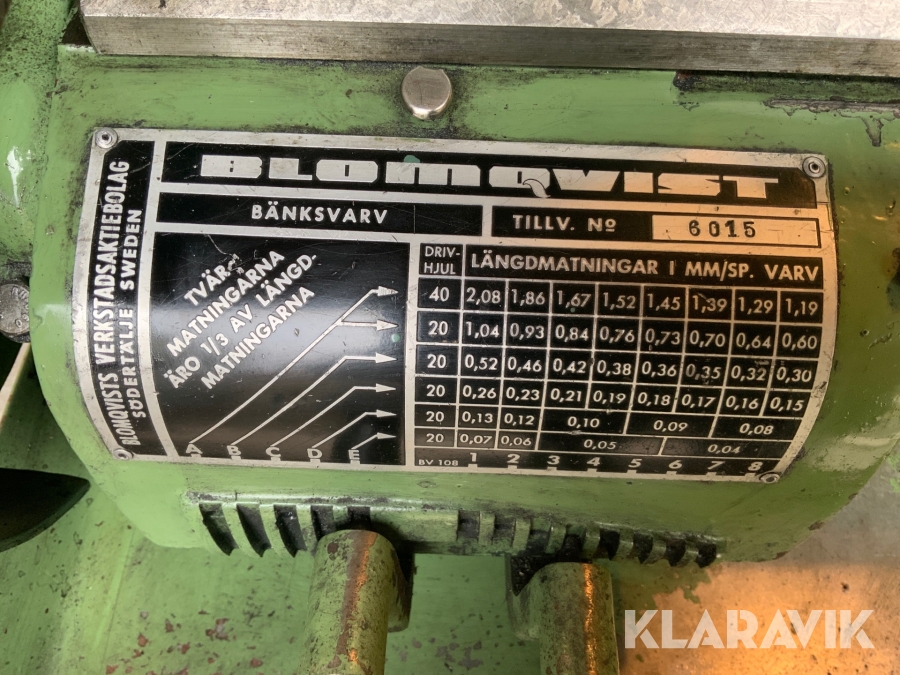 BLOMQVISTS VERKSTADSAKTIEBOLAG
SÖDERTÄLJE SWEDEN
BLOMQVIST
BÄNKSVARV
TILLV. Nº 6015
TVÄR-
MATNINGARNA
ÄRO 1/3 AV LÄNGD-
MATNINGARNA
A B C D E
DRIV-
HJUL
LÄNGDMATNINGAR I MM/SP. VARV
40 2,08 1,86 1,67 1,52 1,45 1,39 1,29 1,19
20 1,04 0,93 0,84 0,76 0,73 0,70 0,64 0,60
20 0,52 0,46 0,42 0,38 0,36 0,35 0,32 0,30
20 0,26 0,23 0,21 0,19 0,18 0,17 0,16 0,15
20 0,13 0,12 0,10 0,09 0,08
20 0,07 0,06 0,05 0,04
BV 108 1 2 3 4 5 6 7 8
KLARAVIK